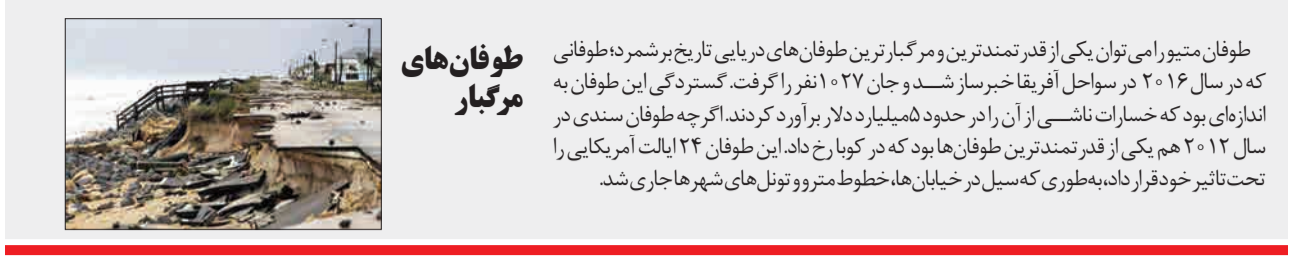 طوفان‌های
مرگبار
طوفان متیو را می‌توان یکی از قدرتمندترین و مرگبارترین طوفان‌های دریایی تاریخ برشمرد؛ طوفانی
که در سال ۲۰۱۶ در سواحل آفریقا خبرساز شد و جان ۱۰۲۷ نفر را گرفت. گستردگی این طوفان به
اندازه‌ای بود که خسارات ناشی از آن را در حدود ۵ میلیارد دلار برآورد کردند. اگرچه طوفان سندی در
سال ۲۰۱۲ هم یکی از قدرتمندترین طوفان‌ها بود که در کوبا رخ داد. این طوفان ۲۴ ایالت آمریکایی را
تحت تاثیر خود قرار داد، به‌طوری که سیل در خیابان‌ها، خطوط مترو و تونل‌های شهرها جاری شد.